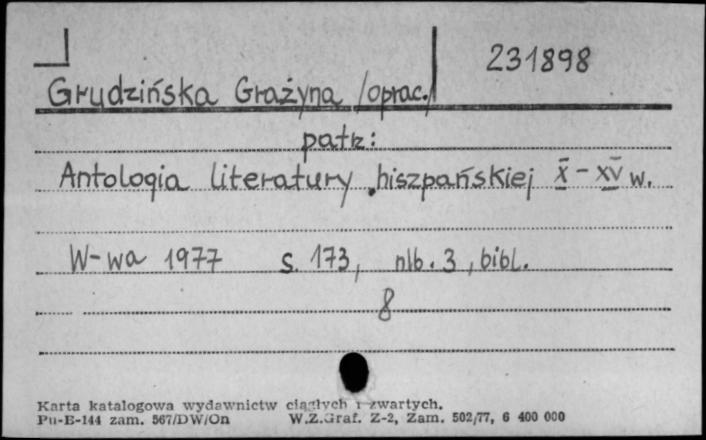 231898
Grudzińska Grażyna /oprac./
patrz:
Antologia literatury hiszpańskiej X - XV w.
W-wa 1977 s. 173, nlb. 3, bibl.
8
Karta katalogowa wydawnictw ciągłych i zwartych.
Pu-B-144 zam. 567/DW/On W.Z.Graf. Z-2, Zam. 502/77, 6 400 000